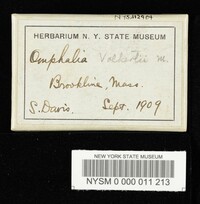 HERBARIUM N. Y. STATE MUSEUM
Omphalia
Brookline, Mass.
S. Davis. Sept. 1909
NEW YORK STATE MUSEUM
NYSM 0 000 011 213